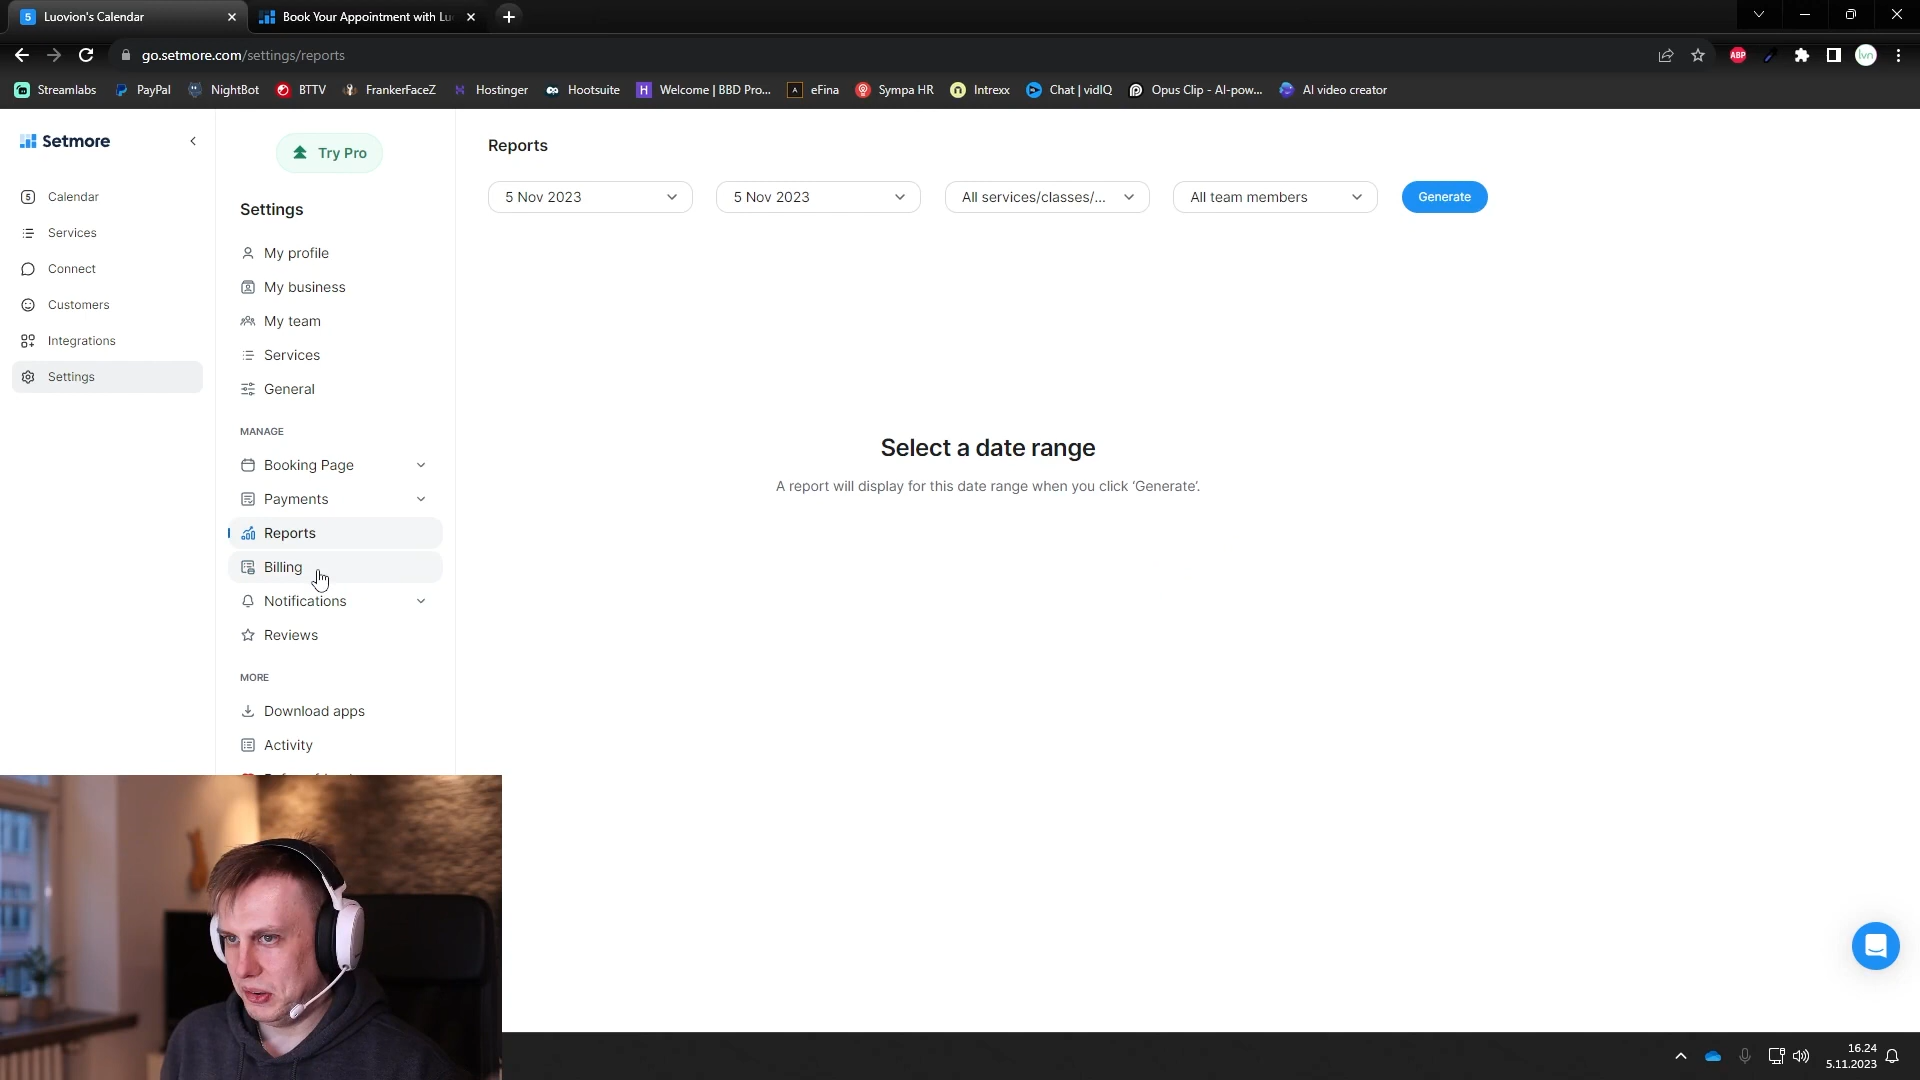 5 Luovion's Calendar
Book Your Appointment with Lu
go.setmore.com/settings/reports
ABP
lvn
Streamlabs
PayPal
NightBot
BTTV
FrankerFaceZ
Hostinger
Hootsuite
H Welcome | BBD Pro...
A eFina
Sympa HR
Intrexx
Chat | vidIQ
Opus Clip - AI-pow...
AI video creator
Setmore
5 Calendar
Services
Connect
Customers
Integrations
Settings
Try Pro
Settings
My profile
My business
My team
Services
General
MANAGE
Booking Page
Payments
Reports
Billing
Notifications
Reviews
MORE
Download apps
Activity
Reports
5 Nov 2023
5 Nov 2023
All services/classes/...
All team members
Generate
Select a date range
A report will display for this date range when you click ‘Generate’.
16.24
5.11.2023